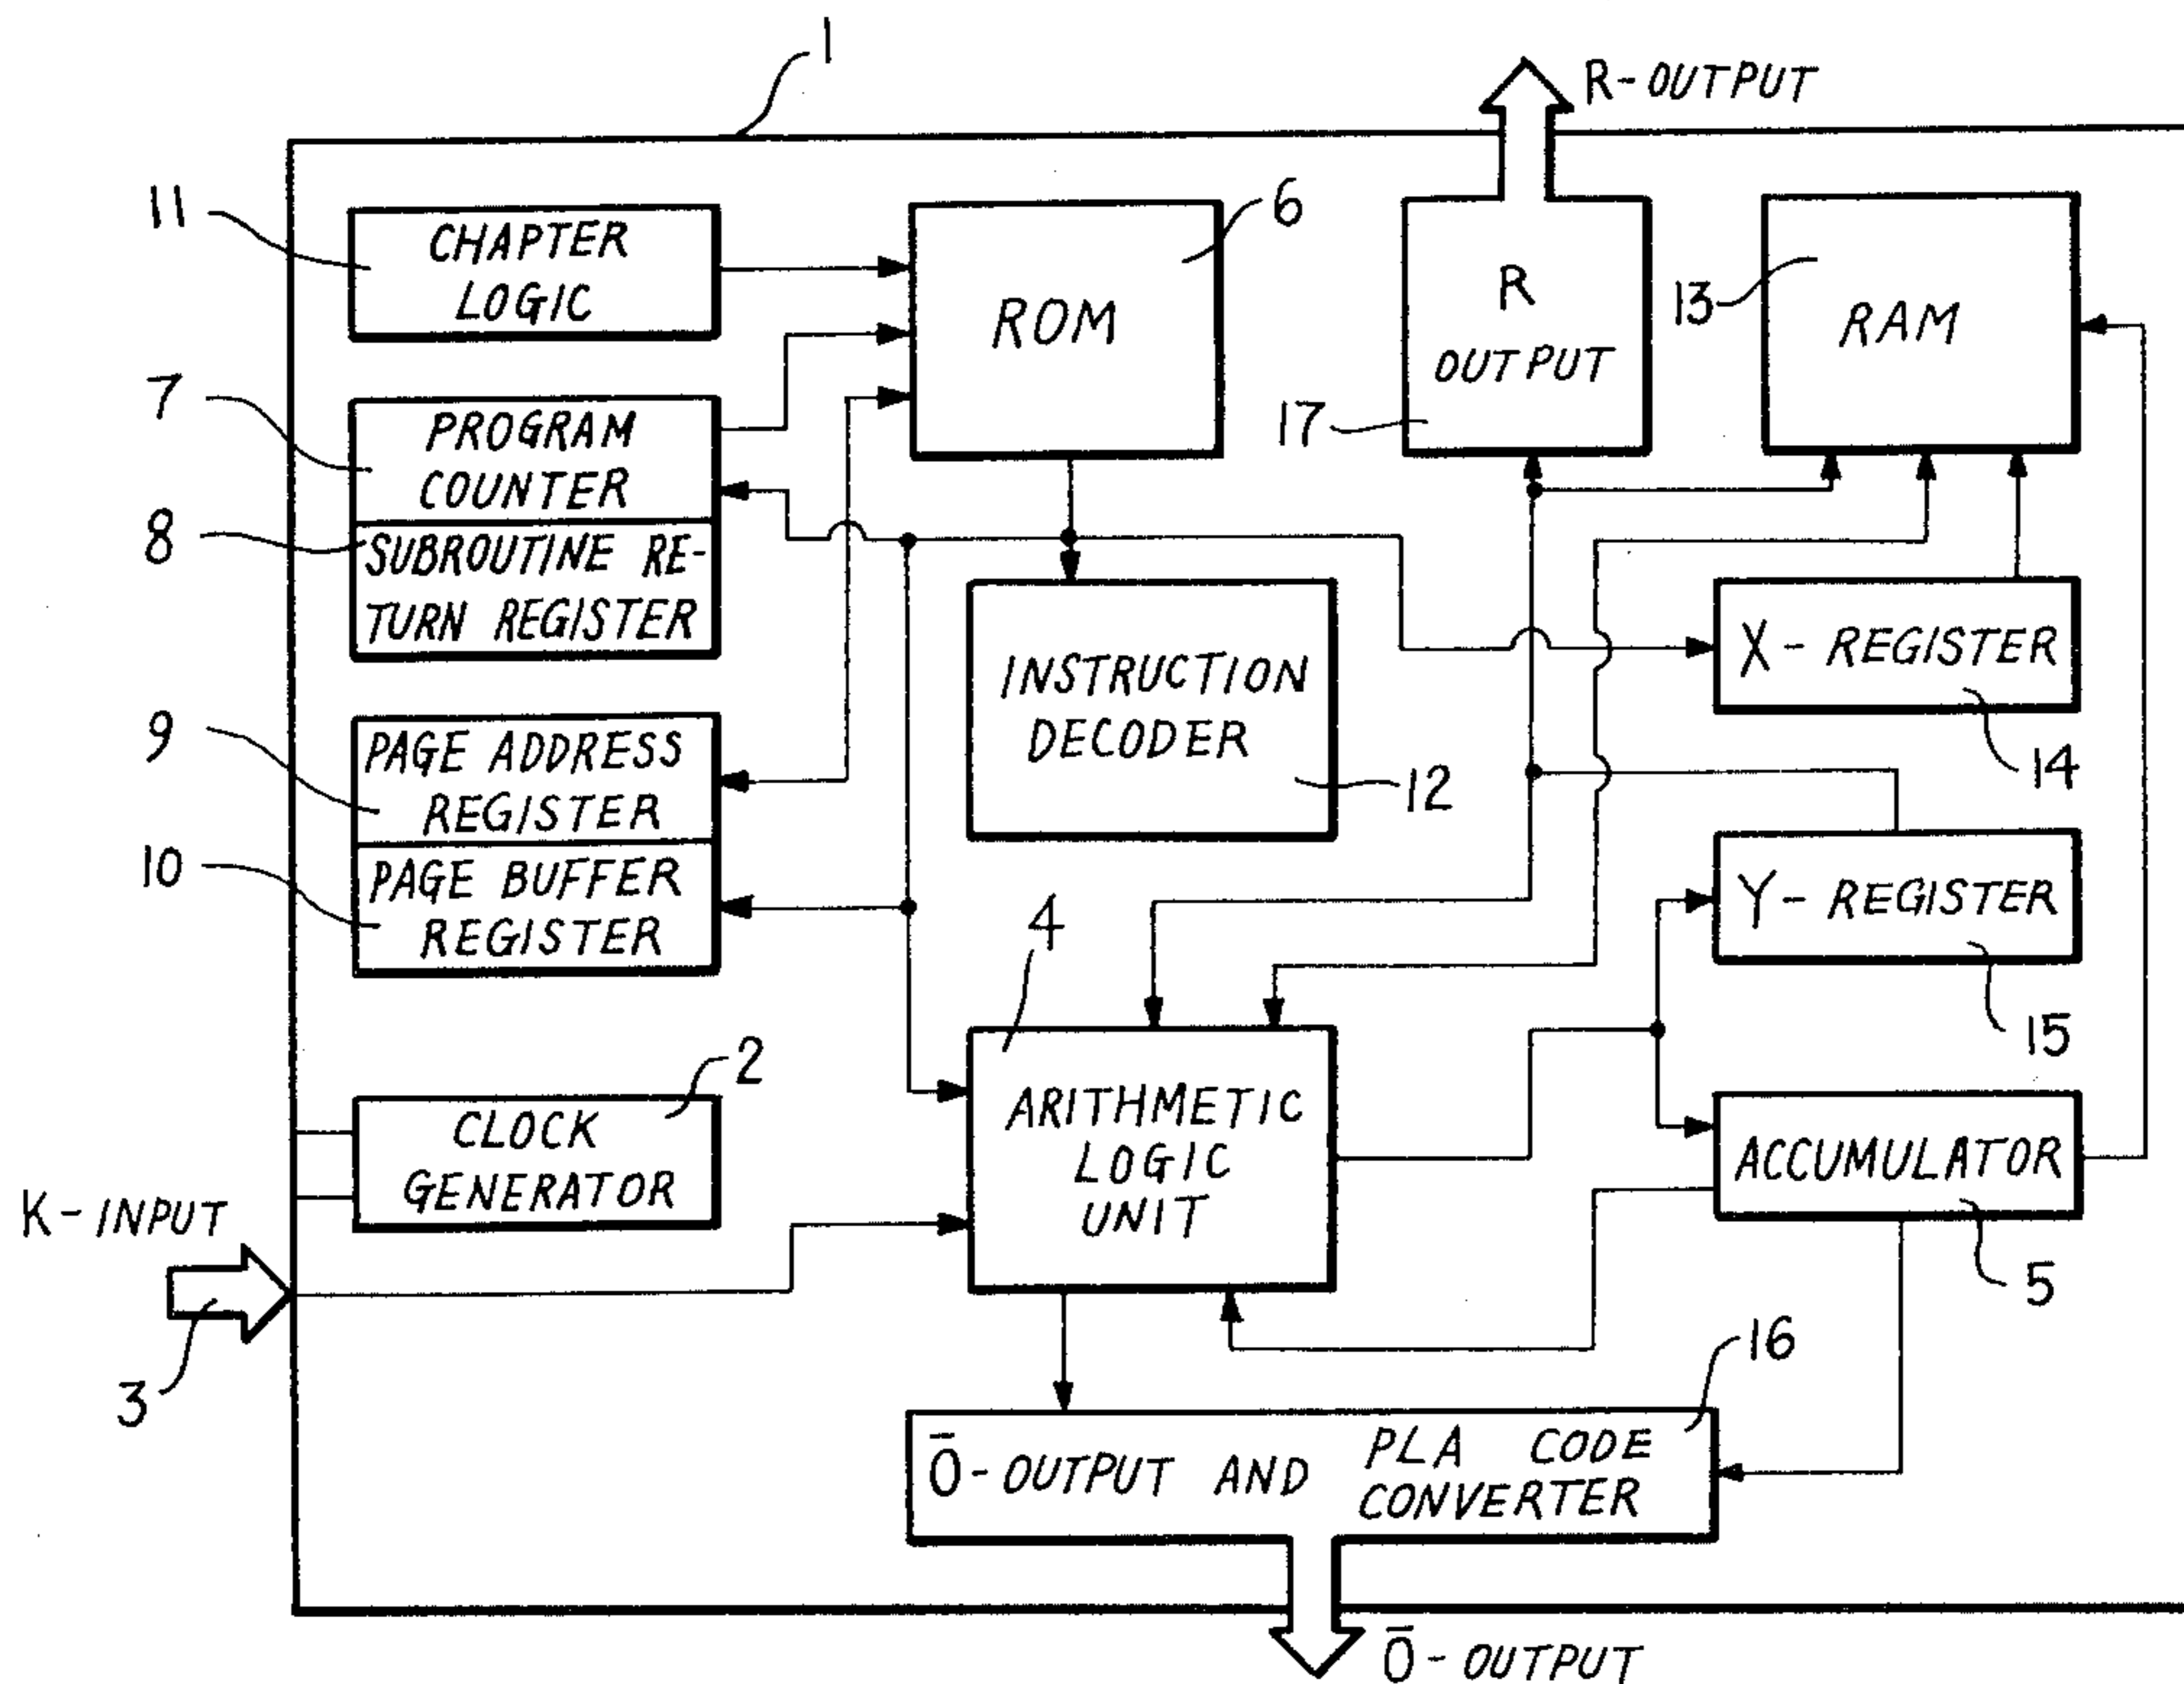 1
R-OUTPUT
11
CHAPTER
LOGIC
6
ROM
R
OUTPUT
17
13
RAM
7
PROGRAM
COUNTER
8
SUBROUTINE RE-
TURN REGISTER
INSTRUCTION
DECODER
12
X-REGISTER
14
9
PAGE ADDRESS
REGISTER
10
PAGE BUFFER
REGISTER
Y-REGISTER
15
4
ARITHMETIC
LOGIC
UNIT
2
CLOCK
GENERATOR
ACCUMULATOR
5
K-INPUT
3
16
Ō-OUTPUT AND PLA CODE
CONVERTER
Ō-OUTPUT